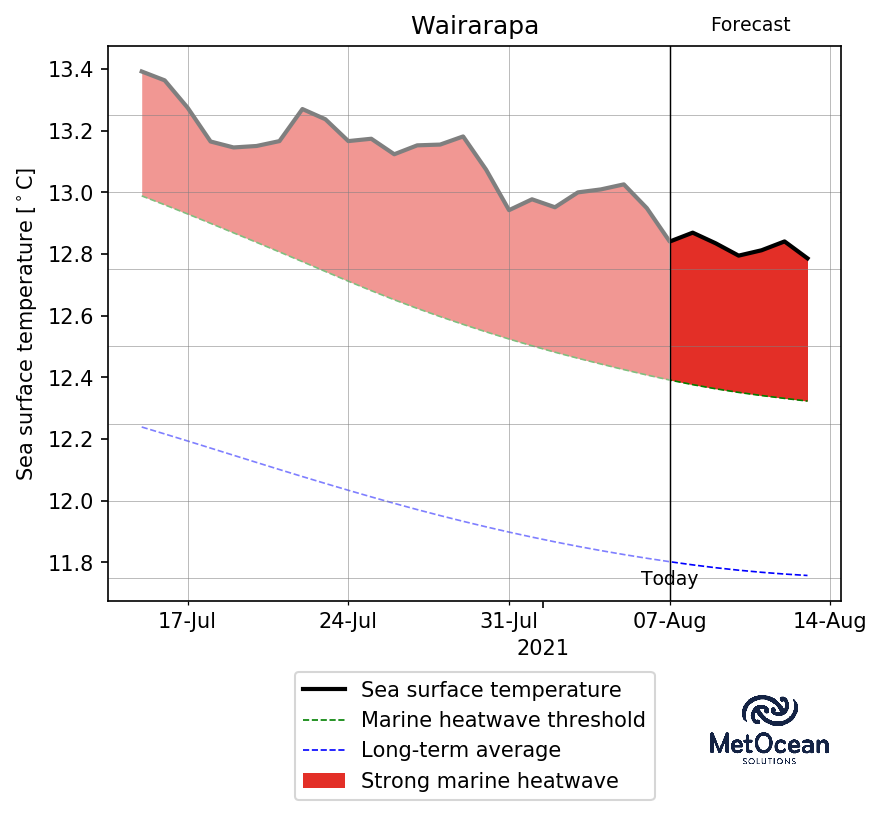 Wairarapa
Forecast
13.4
13.2
13.0
12.8
12.6
12.4
12.2
12.0
11.8
Sea surface temperature [°C]
Today
17-Jul 24-Jul 31-Jul 07-Aug 14-Aug
2021
Sea surface temperature
Marine heatwave threshold
Long-term average
Strong marine heatwave
MetOcean
SOLUTIONS